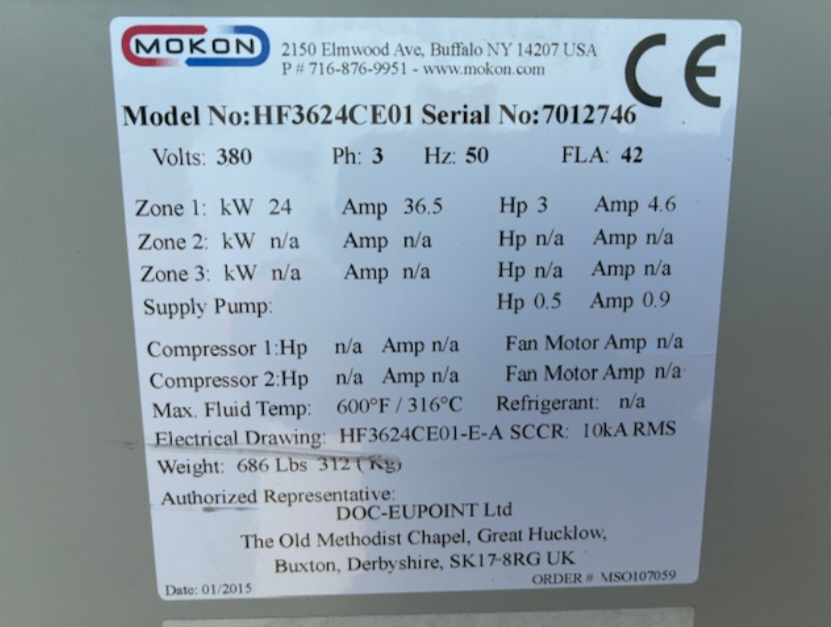 MOKON
2150 Elmwood Ave, Buffalo NY 14207 USA
P # 716-876-9951 - www.mokon.com
CE
Model No:HF3624CE01 Serial No:7012746
Volts: 380 Ph: 3 Hz: 50 FLA: 42
Zone 1: kW 24 Amp 36.5 Hp 3 Amp 4.6
Zone 2: kW n/a Amp n/a Hp n/a Amp n/a
Zone 3: kW n/a Amp n/a Hp n/a Amp n/a
Supply Pump: Hp 0.5 Amp 0.9
Compressor 1:Hp n/a Amp n/a Fan Motor Amp n/a
Compressor 2:Hp n/a Amp n/a Fan Motor Amp n/a
Max. Fluid Temp: 600°F / 316°C Refrigerant: n/a
Electrical Drawing: HF3624CE01-E-A SCCR: 10kA RMS
Weight: 686 Lbs 312 ( Kg)
Authorized Representative:
DOC-EUPOINT Ltd
The Old Methodist Chapel, Great Hucklow,
Buxton, Derbyshire, SK17-8RG UK
Date: 01/2015 ORDER # MSO107059